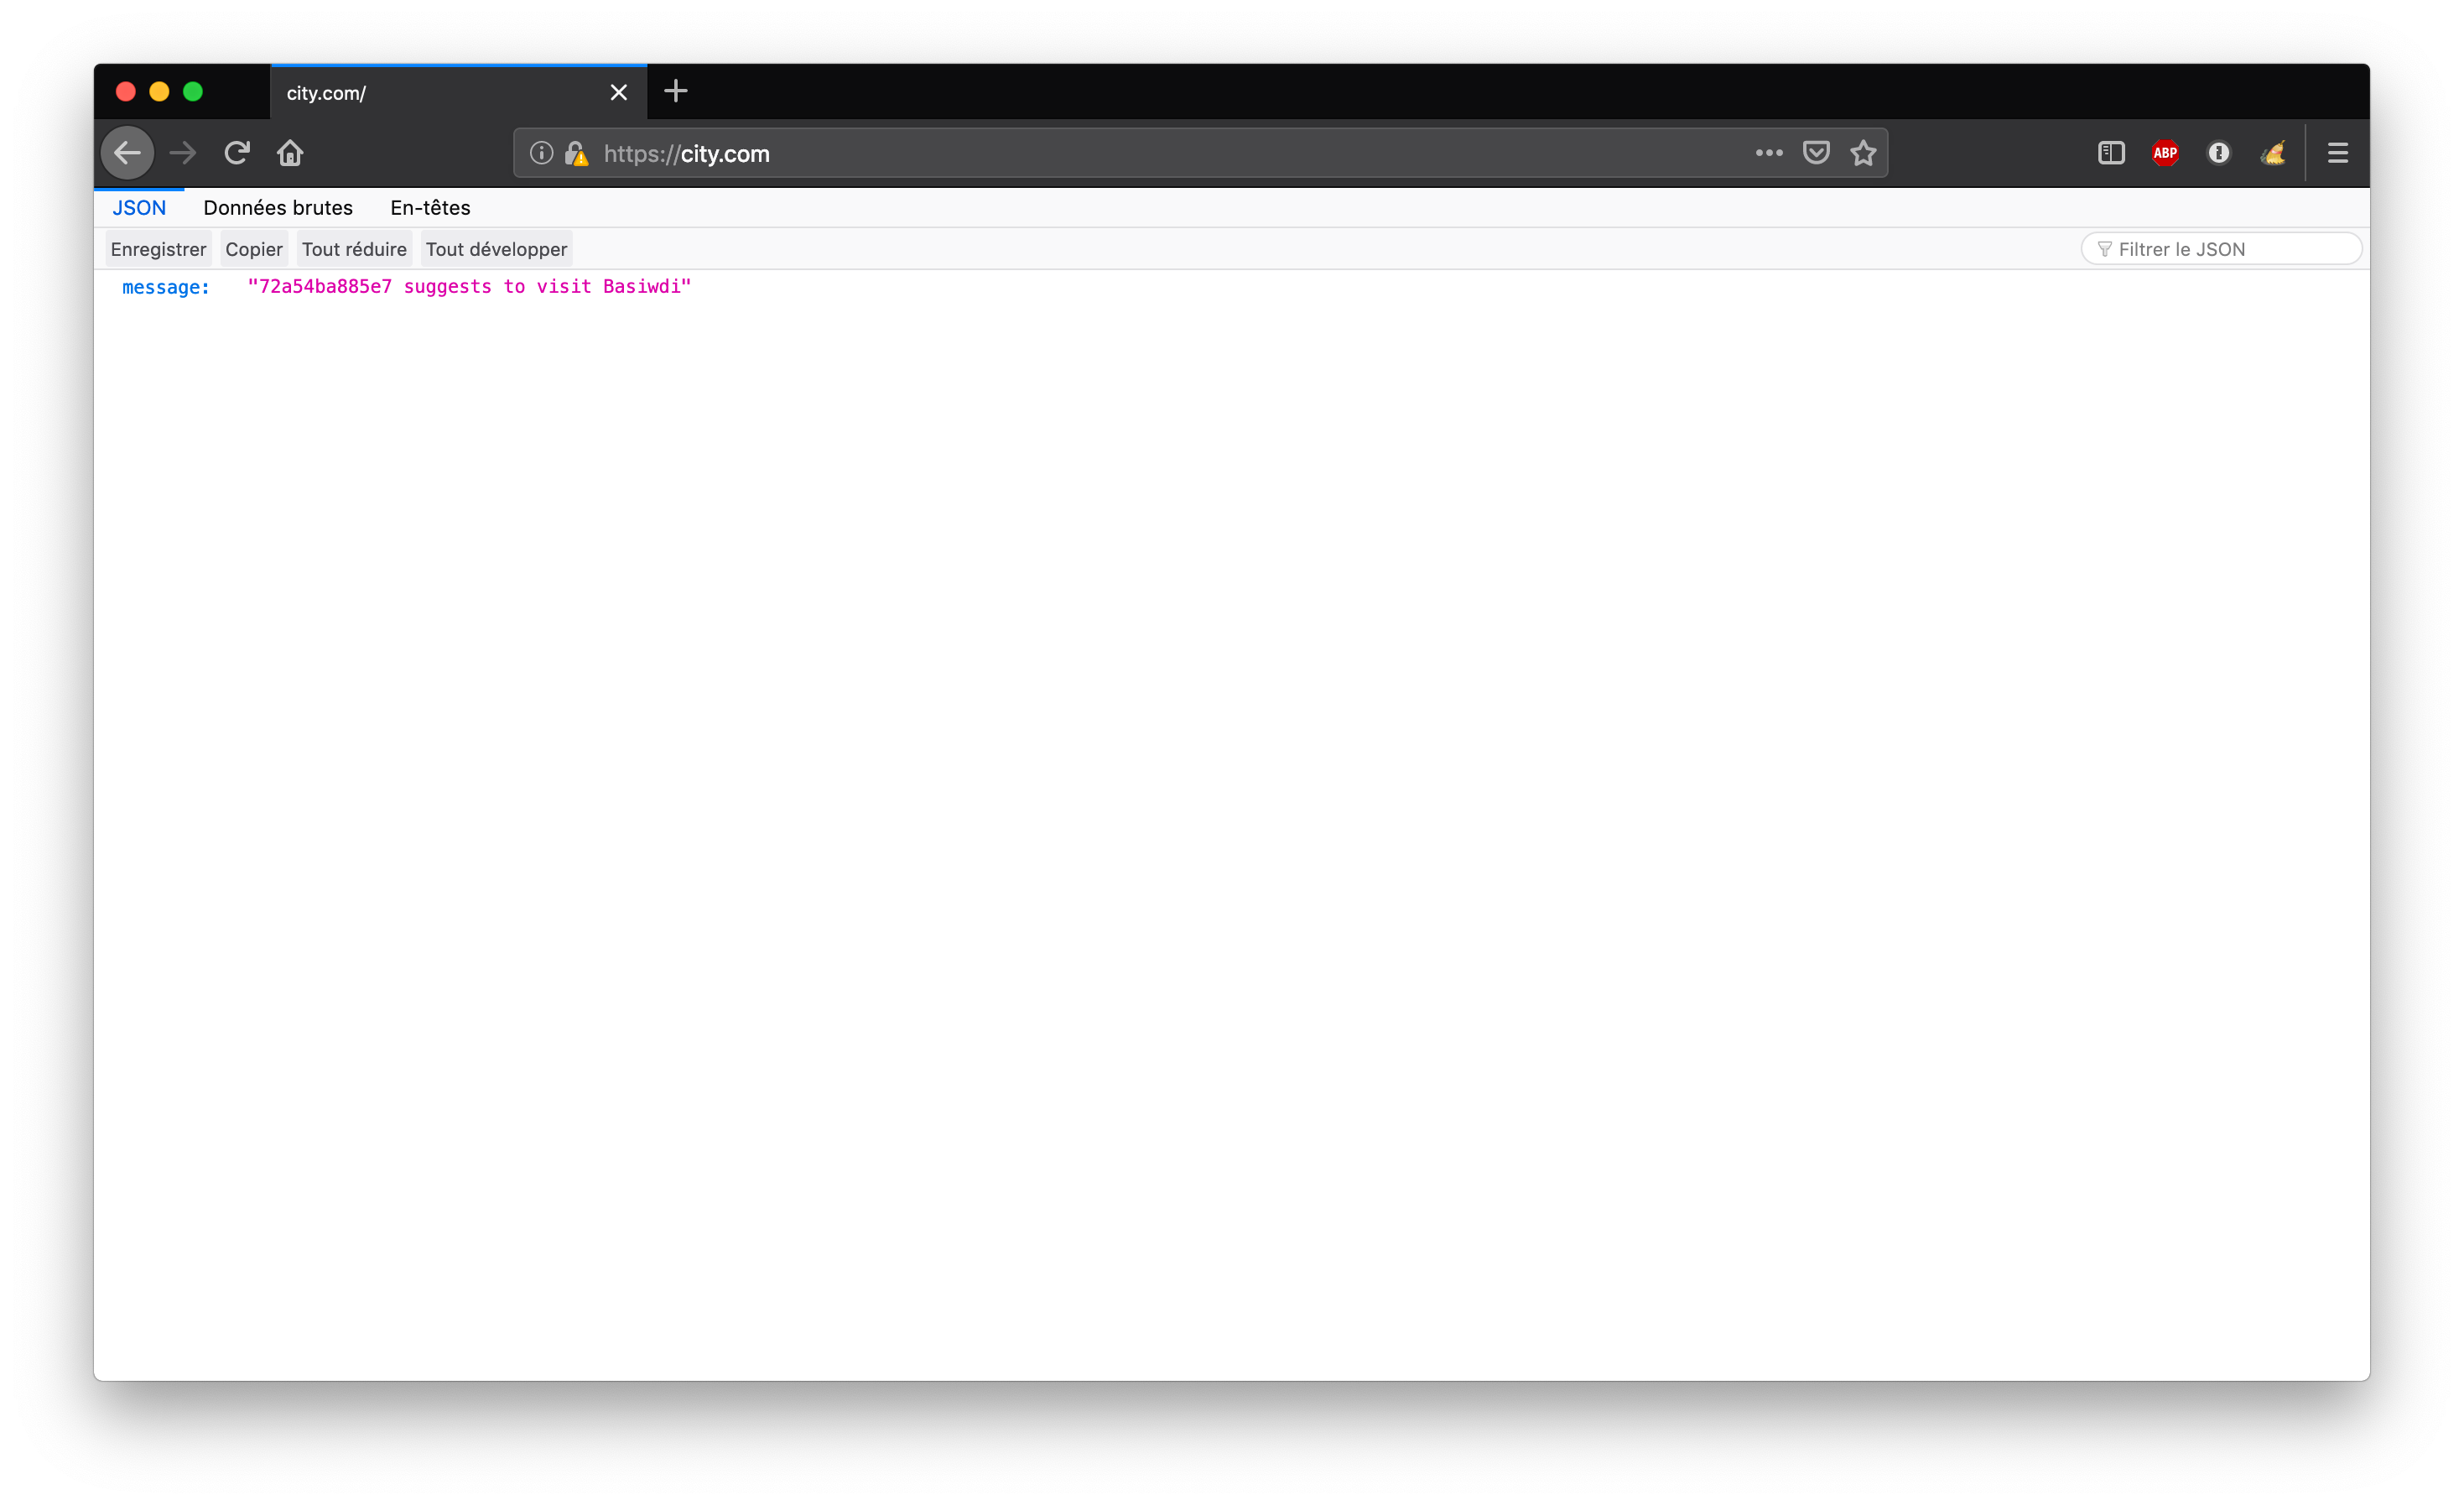 city.com/
https://city.com
ABP
JSON Données brutes En-têtes
Enregistrer Copier Tout réduire Tout développer Filtrer le JSON
message: "72a54ba885e7 suggests to visit Basiwdi"